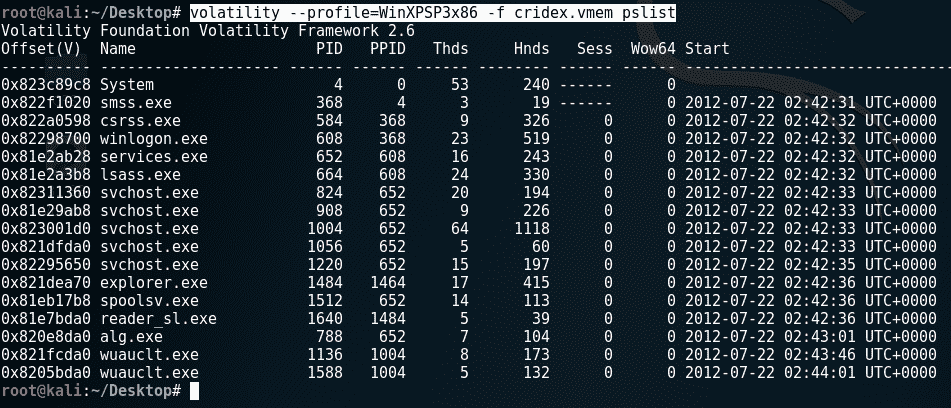 root@kali:~/Desktop# volatility --profile=WinXPSP3x86 -f cridex.vmem pslist
Volatility Foundation Volatility Framework 2.6
Offset(V)  Name                    PID   PPID   Thds     Hnds   Sess  Wow64 Start
---------- -------------------- ------ ------ ------ -------- ------ ------ ------------------------------
0x823c89c8 System                    4      0     53      240 ------      0
0x822f1020 smss.exe                368      4      3       19 ------      0 2012-07-22 02:42:31 UTC+0000
0x822a0598 csrss.exe               584    368      9      326      0      0 2012-07-22 02:42:32 UTC+0000
0x82298700 winlogon.exe            608    368     23      519      0      0 2012-07-22 02:42:32 UTC+0000
0x81e2ab28 services.exe            652    608     16      243      0      0 2012-07-22 02:42:32 UTC+0000
0x81e2a3b8 lsass.exe               664    608     24      330      0      0 2012-07-22 02:42:32 UTC+0000
0x82311360 svchost.exe             824    652     20      194      0      0 2012-07-22 02:42:33 UTC+0000
0x81e29ab8 svchost.exe             908    652      9      226      0      0 2012-07-22 02:42:33 UTC+0000
0x823001d0 svchost.exe            1004    652     64     1118      0      0 2012-07-22 02:42:33 UTC+0000
0x821dfda0 svchost.exe            1056    652      5       60      0      0 2012-07-22 02:42:33 UTC+0000
0x82295650 svchost.exe            1220    652     15      197      0      0 2012-07-22 02:42:35 UTC+0000
0x821dea70 explorer.exe           1484   1464     17      415      0      0 2012-07-22 02:42:36 UTC+0000
0x81eb17b8 spoolsv.exe            1512    652     14      113      0      0 2012-07-22 02:42:36 UTC+0000
0x81e7bda0 reader_sl.exe          1640   1484      5       39      0      0 2012-07-22 02:42:36 UTC+0000
0x820e8da0 alg.exe                 788    652      7      104      0      0 2012-07-22 02:43:01 UTC+0000
0x821fcda0 wuauclt.exe            1136   1004      8      173      0      0 2012-07-22 02:43:46 UTC+0000
0x8205bda0 wuauclt.exe            1588   1004      5      132      0      0 2012-07-22 02:44:01 UTC+0000
root@kali:~/Desktop#